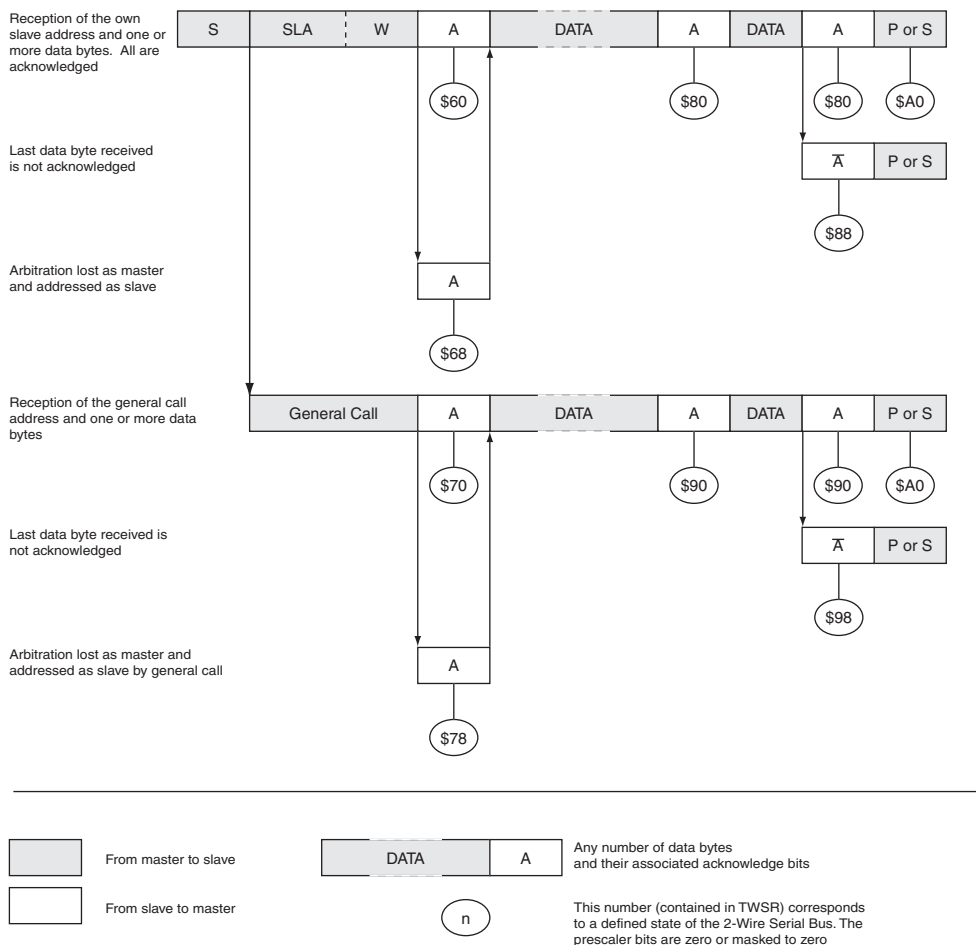 Reception of the own
slave address and one or
more data bytes.  All are
acknowledged
S SLA W A DATA A DATA A P or S
$60 $80 $80 $A0
Last data byte received
is not acknowledged
A̅ P or S
$88
Arbitration lost as master
and addressed as slave
A
$68
Reception of the general call
address and one or more data
bytes
General Call A DATA A DATA A P or S
$70 $90 $90 $A0
Last data byte received is
not acknowledged
A̅ P or S
$98
Arbitration lost as master and
addressed as slave by general call
A
$78
From master to slave
DATA A
Any number of data bytes
and their associated acknowledge bits
From slave to master
n
This number (contained in TWSR) corresponds
to a defined state of the 2-Wire Serial Bus. The
prescaler bits are zero or masked to zero